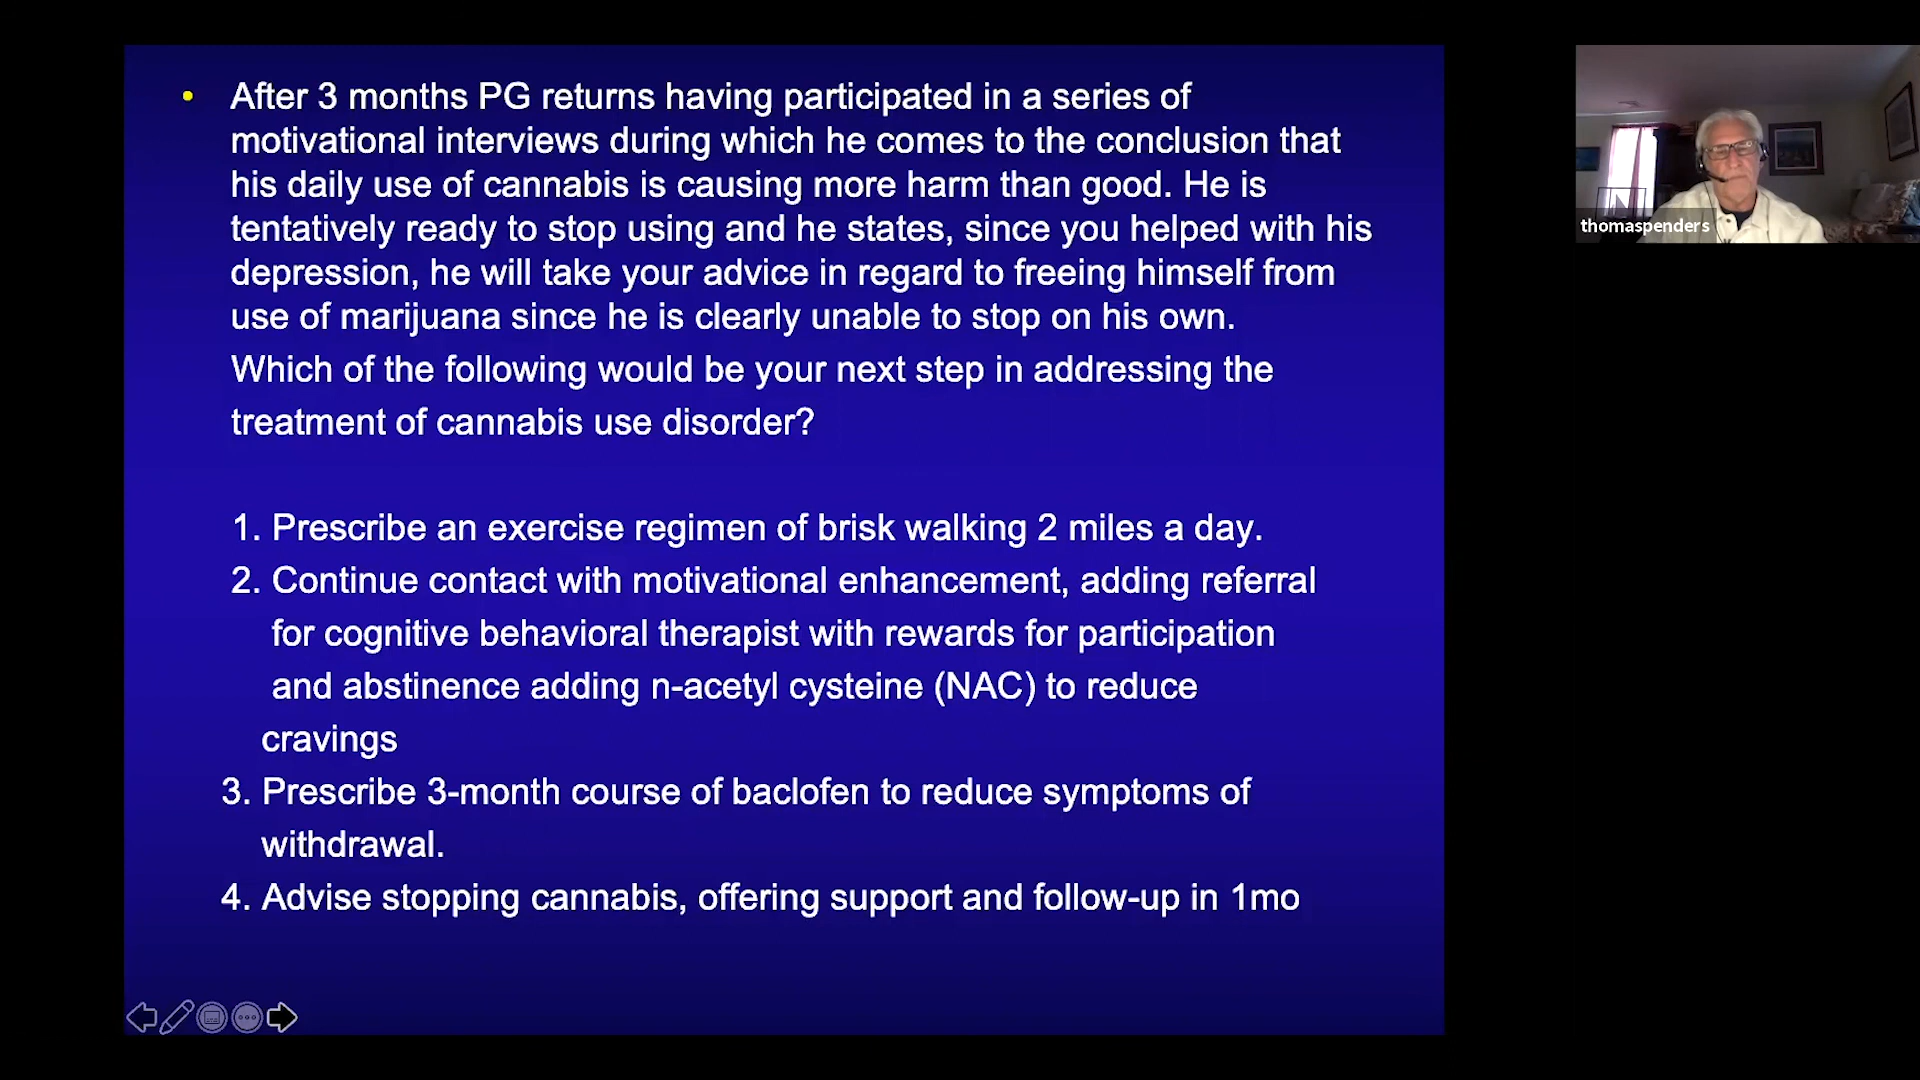 • After 3 months PG returns having participated in a series of
motivational interviews during which he comes to the conclusion that
his daily use of cannabis is causing more harm than good. He is
tentatively ready to stop using and he states, since you helped with his
depression, he will take your advice in regard to freeing himself from
use of marijuana since he is clearly unable to stop on his own.
Which of the following would be your next step in addressing the
treatment of cannabis use disorder?
1. Prescribe an exercise regimen of brisk walking 2 miles a day.
2. Continue contact with motivational enhancement, adding referral
for cognitive behavioral therapist with rewards for participation
and abstinence adding n-acetyl cysteine (NAC) to reduce
cravings
3. Prescribe 3-month course of baclofen to reduce symptoms of
withdrawal.
4. Advise stopping cannabis, offering support and follow-up in 1mo
thomaspenders